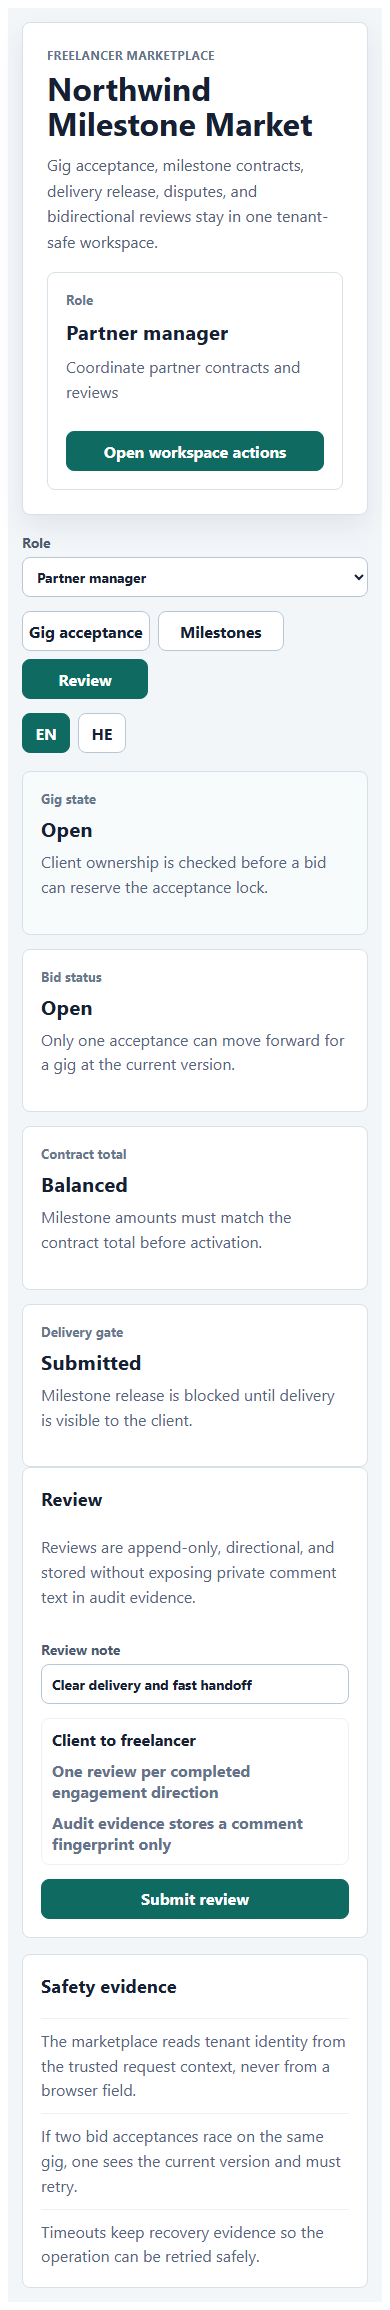 FREELANCER MARKETPLACE
Northwind
Milestone Market
Gig acceptance, milestone contracts,
delivery release, disputes, and
bidirectional reviews stay in one tenant-
safe workspace.
Role
Partner manager
Coordinate partner contracts and
reviews
Open workspace actions
Role
Partner manager
Gig acceptance
Milestones
Review
EN
HE
Gig state
Open
Client ownership is checked before a bid
can reserve the acceptance lock.
Bid status
Open
Only one acceptance can move forward for
a gig at the current version.
Contract total
Balanced
Milestone amounts must match the
contract total before activation.
Delivery gate
Submitted
Milestone release is blocked until delivery
is visible to the client.
Review
Reviews are append-only, directional, and
stored without exposing private comment
text in audit evidence.
Review note
Clear delivery and fast handoff
Client to freelancer
One review per completed
engagement direction
Audit evidence stores a comment
fingerprint only
Submit review
Safety evidence
The marketplace reads tenant identity from
the trusted request context, never from a
browser field.
If two bid acceptances race on the same
gig, one sees the current version and must
retry.
Timeouts keep recovery evidence so the
operation can be retried safely.